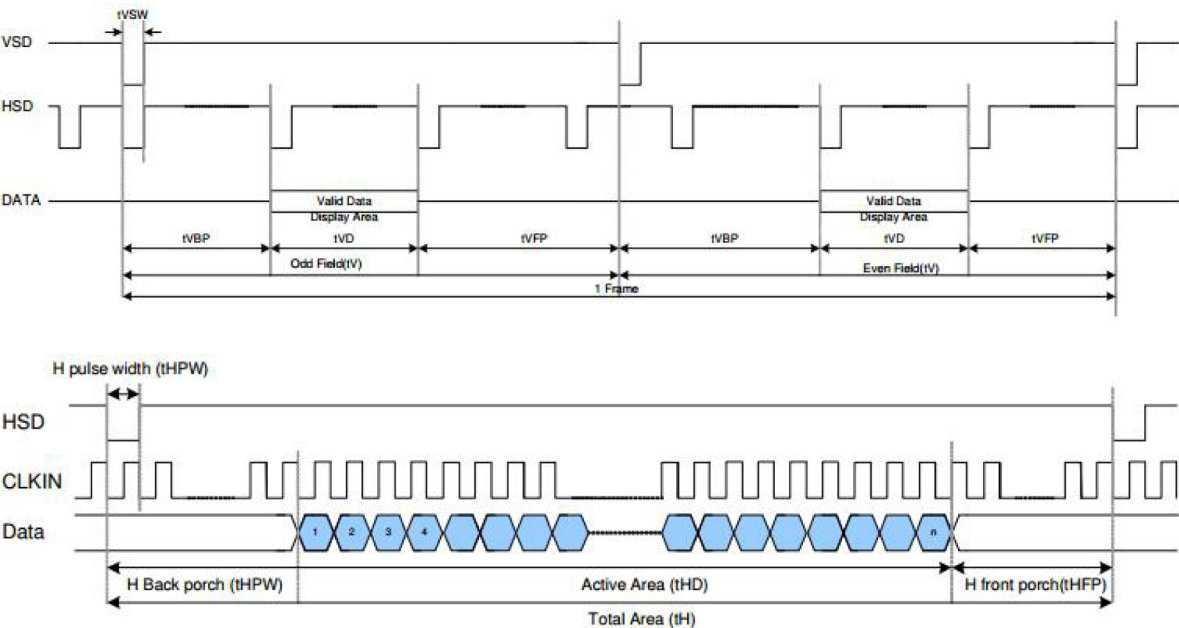 tVSW
VSD
HSD
DATA
Valid Data
Display Area
Valid Data
Display Area
tVBP
tVD
tVFP
tVBP
tVD
tVFP
Odd Field(tV)
Even Field(tV)
1 Frame
H pulse width (tHPW)
HSD
CLKIN
Data
1 2 3 4 n
H Back porch (tHPW)
Active Area (tHD)
H front porch(tHFP)
Total Area (tH)